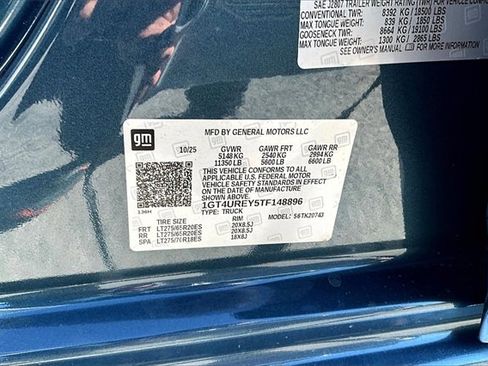 SAE J2807 TRAILER WEIGHT RATING (TWR) FOR VEHICLE
CONVENTIONAL TWR: 8392 KG / 18500 LBS
MAX TONGUE WEIGHT: 839 KG / 1850 LBS
GOOSENECK TWR: 8664 KG / 19100 LBS
MAX TONGUE WEIGHT: 1300 KG / 2865 LBS
SEE OWNER'S MANUAL FOR MORE INFORMATION
gm
MFD BY GENERAL MOTORS LLC
10/25 GVWR GAWR FRT GAWR RR
5148 KG 2540 KG 2994 KG
11350 LB 5600 LB 6600 LB
THIS VEHICLE CONFORMS TO ALL
APPLICABLE U.S. FEDERAL MOTOR
VEHICLE SAFETY STANDARDS IN EFFECT
ON THE DATE OF MANUFACTURE
SHOWN ABOVE.
1GT4UREY5TF148896
TYPE: TRUCK MODEL: S6TK20743
136H
TIRE SIZE RIM
FRT LT275/65R20ES 20X8.5J
RR LT275/65R20ES 20X8.5J
SPA LT275/70R18ES 18X8J